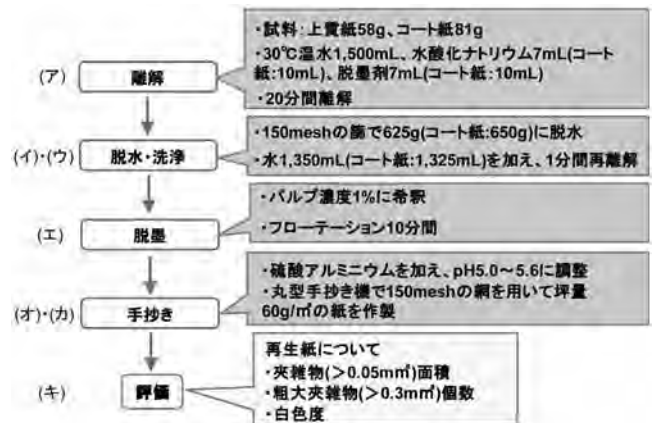 ・試料：上質紙58g、コート紙81g
・30℃温水1,500mL、水酸化ナトリウム7mL(コート
紙:10mL)、脱墨剤7mL(コート紙：10mL)
・20分間離解
(ア)
離解
・150meshの篩で625g(コート紙:650g)に脱水
・水1,350mL(コート紙:1,325mL)を加え、1分間再離解
(イ)・(ウ)
脱水・洗浄
・パルプ濃度1%に希釈
・フローテーション10分間
(エ)
脱墨
・硫酸アルミニウムを加え、pH5.0～5.6に調整
・丸型手抄き機で150meshの網を用いて坪量
60g/㎡の紙を作製
(オ)・(カ)
手抄き
再生紙について
・夾雑物(＞0.05m㎡)面積
・粗大夾雑物(＞0.3m㎡)個数
・白色度
(キ)
評価